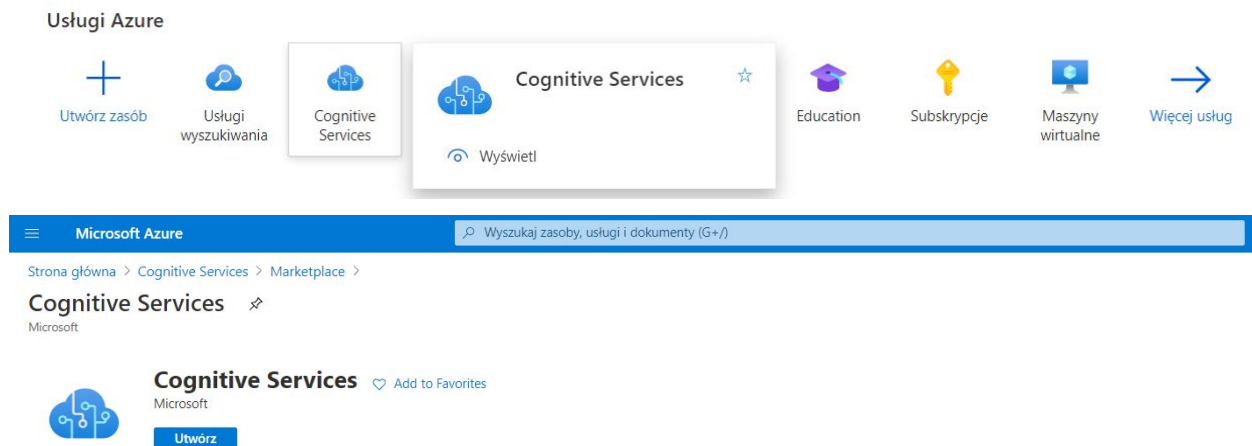 Usługi Azure
Cognitive Services
Utwórz zasób
Usługi
wyszukiwania
Cognitive
Services
Wyświetl
Education
Subskrypcje
Maszyny
wirtualne
Więcej usług
Microsoft Azure
Wyszukaj zasoby, usługi i dokumenty (G+/)
Strona główna > Cognitive Services > Marketplace >
Cognitive Services
Microsoft
Cognitive Services
Add to Favorites
Microsoft
Utwórz